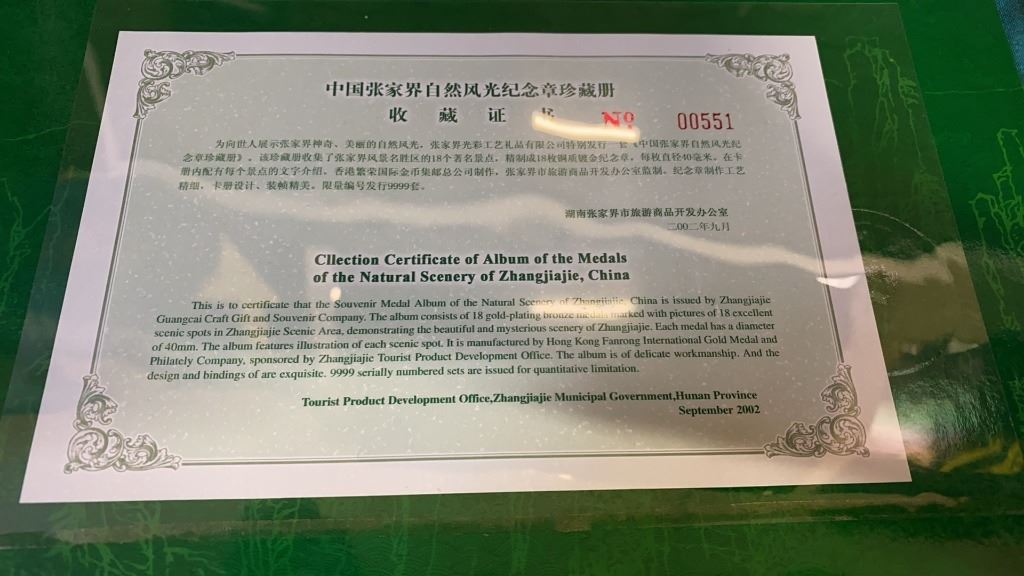 中国张家界自然风光纪念章珍藏册
收 藏 证 书 № 00551
为向世人展示张家界神奇、美丽的自然风光，张家界光彩工艺礼品有限公司特别发行一套《中国张家界自然风光纪
念章珍藏册》。该珍藏册收集了张家界风景名胜区的18个著名景点，精制成18枚铜质镀金纪念章，每枚直径40毫米。在卡
册内配有每个景点的文字介绍，香港繁荣国际金币集邮总公司制作，张家界市旅游商品开发办公室监制。纪念章制作工艺
精细，卡册设计、装帧精美。限量编号发行9999套。
湖南张家界市旅游商品开发办公室
二00二年九月
Cllection Certificate of Album of the Medals
of the Natural Scenery of Zhangjiajie, China
This is to certificate that the Souvenir Medal Album of the Natural Scenery of Zhangjiajie, China is issued by Zhangjiajie
Guangcai Craft Gift and Souvenir Company. The album consists of 18 gold-plating bronze medals marked with pictures of 18 excellent
scenic spots in Zhangjiajie Scenic Area, demonstrating the beautiful and mysterious scenery of Zhangjiajie. Each medal has a diameter
of 40mm. The album features illustration of each scenic spot. It is manufactured by Hong Kong Fanrong International Gold Medal and
Philately Company, sponsored by Zhangjiajie Tourist Product Development Office. The album is of delicate workmanship. And the
design and bindings of are exquisite. 9999 serially numbered sets are issued for quantitative limitation.
Tourist Product Development Office,Zhangjiajie Municipal Government,Hunan Province
September 2002